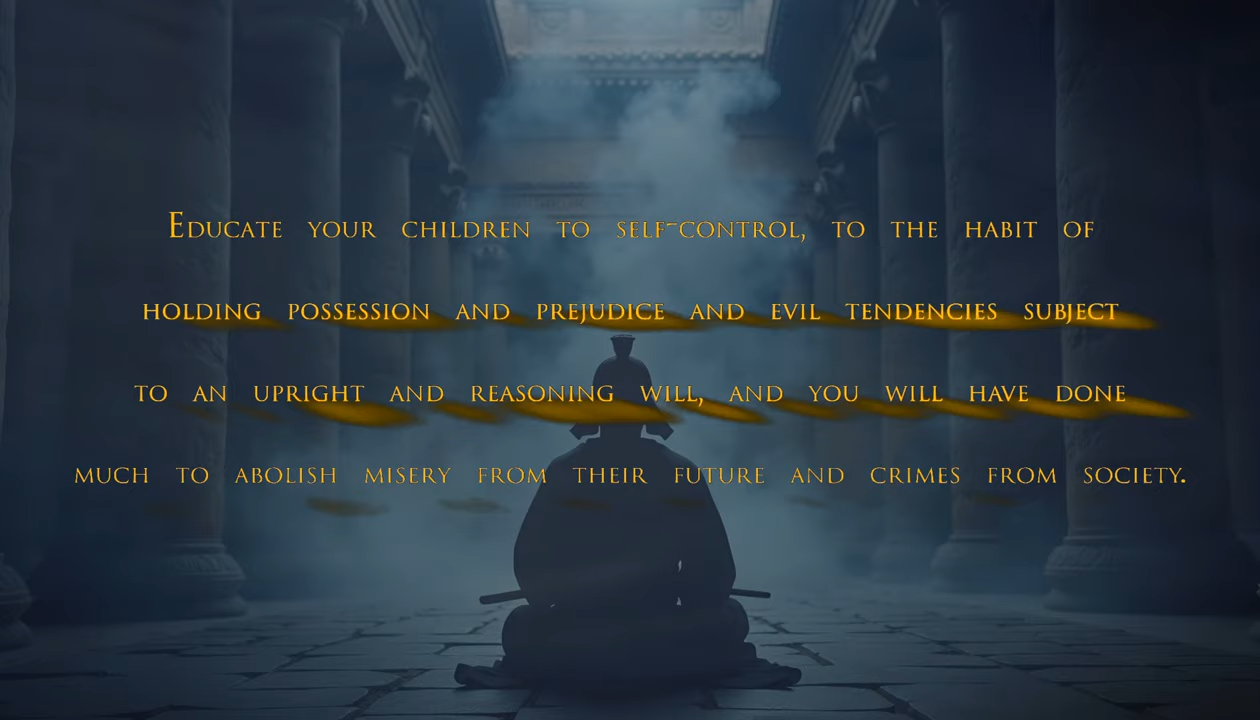 Educate your children to self-control, to the habit of
holding possession and prejudice and evil tendencies subject
to an upright and reasoning will, and you will have done
much to abolish misery from their future and crimes from society.